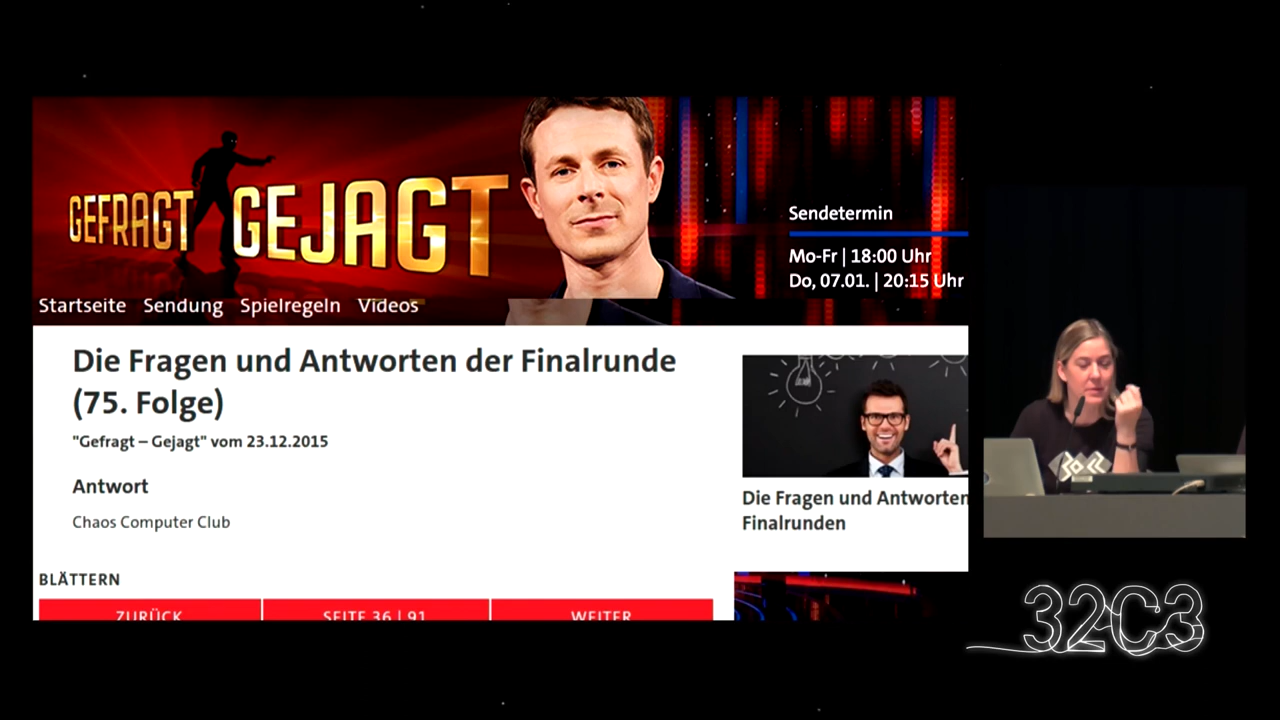 GEFRAGT GEJAGT
Sendetermin
Mo-Fr | 18:00 Uhr
Do, 07.01. | 20:15 Uhr
Startseite Sendung Spielregeln Videos
Die Fragen und Antworten der Finalrunde
(75. Folge)
"Gefragt – Gejagt" vom 23.12.2015
Antwort
Chaos Computer Club
Die Fragen und Antworten
Finalrunden
BLÄTTERN
ZURÜCK SEITE 36 | 91 WEITER
32C3